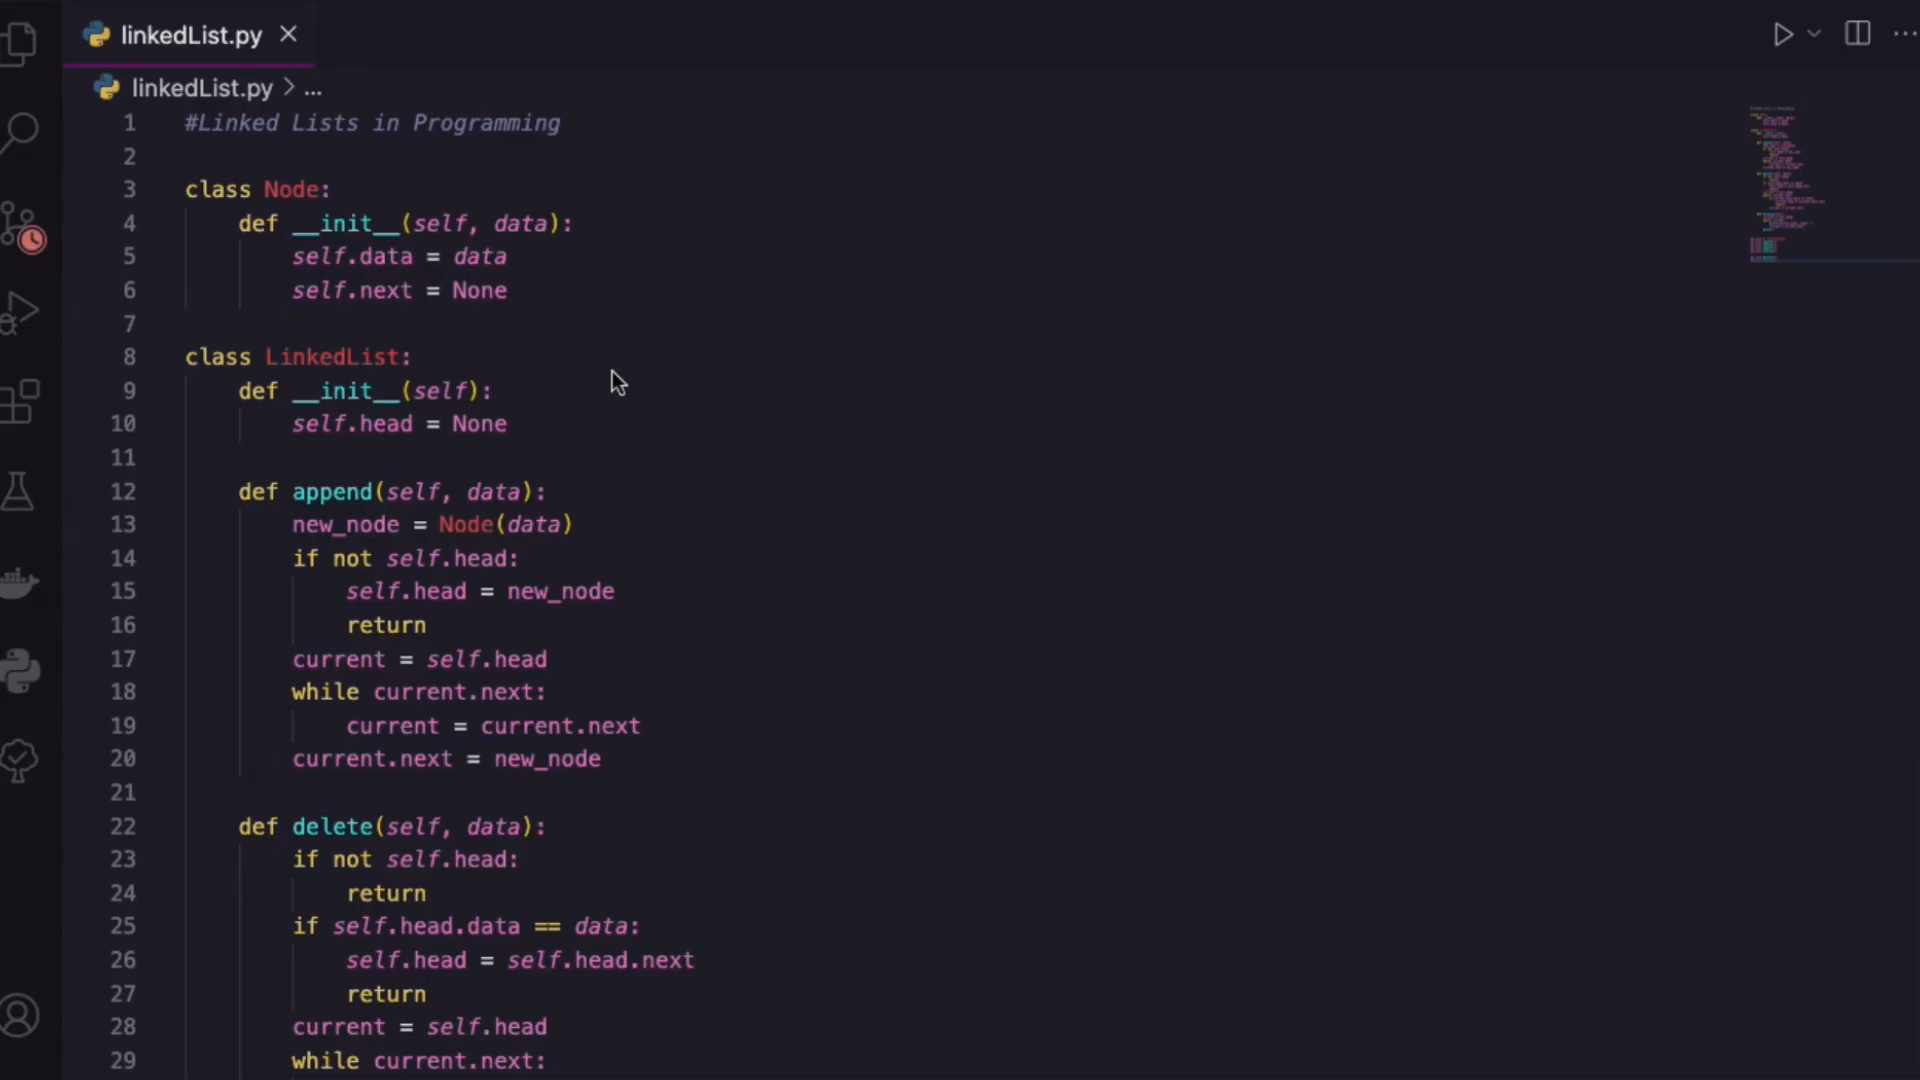 linkedList.py
linkedList.py > ...
1 #Linked Lists in Programming
2
3 class Node:
4     def __init__(self, data):
5         self.data = data
6         self.next = None
7
8 class LinkedList:
9     def __init__(self):
10         self.head = None
11
12     def append(self, data):
13         new_node = Node(data)
14         if not self.head:
15             self.head = new_node
16             return
17         current = self.head
18         while current.next:
19             current = current.next
20         current.next = new_node
21
22     def delete(self, data):
23         if not self.head:
24             return
25         if self.head.data == data:
26             self.head = self.head.next
27             return
28         current = self.head
29         while current.next: